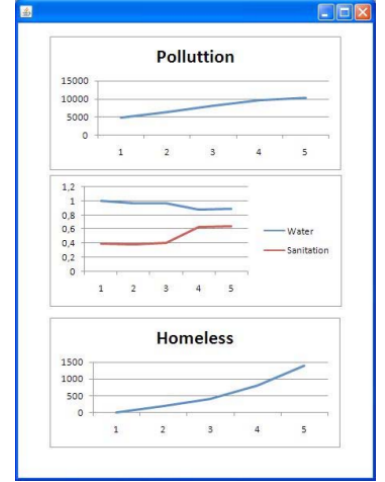 Polluttion
15000
10000
5000
0
1 2 3 4 5
1,2
1
0,8
0,6
0,4
0,2
0
1 2 3 4 5
Water
Sanitation
Homeless
1500
1000
500
0
1 2 3 4 5